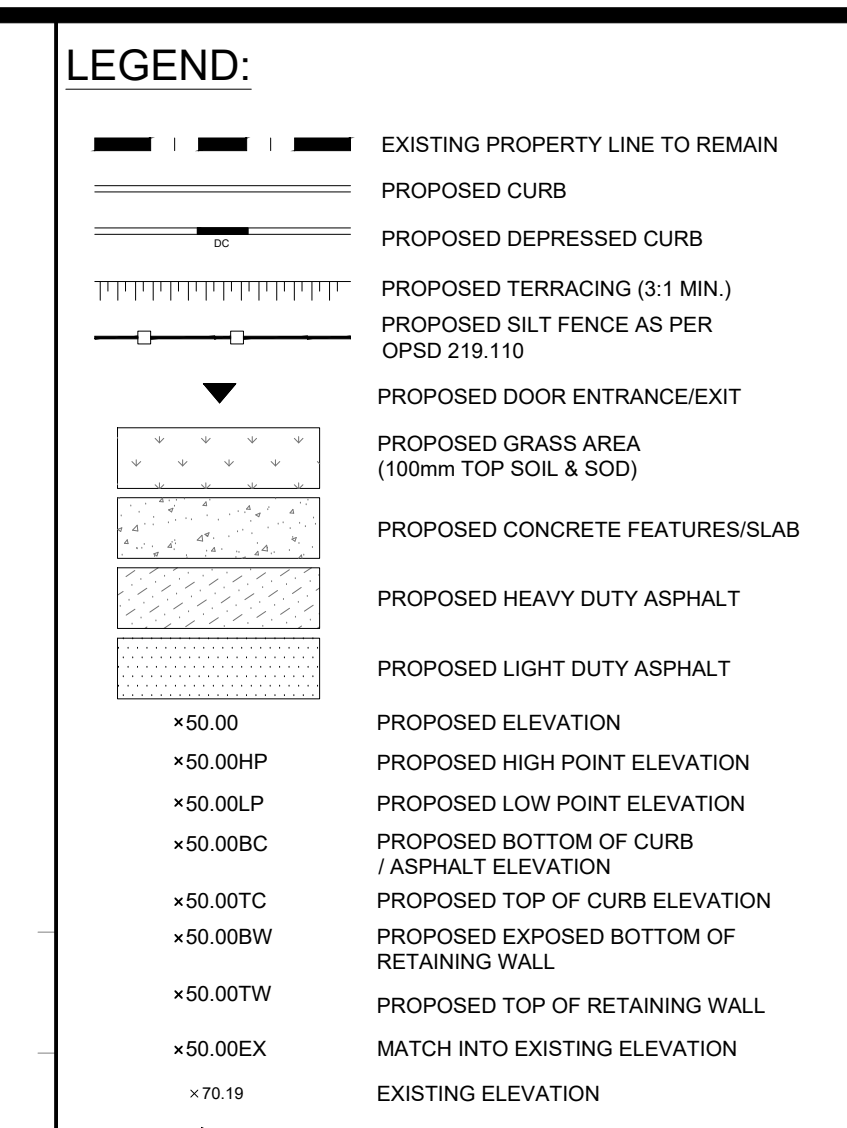 LEGEND:
EXISTING PROPERTY LINE TO REMAIN
PROPOSED CURB
DC
PROPOSED DEPRESSED CURB
PROPOSED TERRACING (3:1 MIN.)
PROPOSED SILT FENCE AS PER
OPSD 219.110
PROPOSED DOOR ENTRANCE/EXIT
PROPOSED GRASS AREA
(100mm TOP SOIL & SOD)
PROPOSED CONCRETE FEATURES/SLAB
PROPOSED HEAVY DUTY ASPHALT
PROPOSED LIGHT DUTY ASPHALT
×50.00 PROPOSED ELEVATION
×50.00HP PROPOSED HIGH POINT ELEVATION
×50.00LP PROPOSED LOW POINT ELEVATION
×50.00BC PROPOSED BOTTOM OF CURB
/ ASPHALT ELEVATION
×50.00TC PROPOSED TOP OF CURB ELEVATION
×50.00BW PROPOSED EXPOSED BOTTOM OF
RETAINING WALL
×50.00TW PROPOSED TOP OF RETAINING WALL
×50.00EX MATCH INTO EXISTING ELEVATION
×70.19 EXISTING ELEVATION